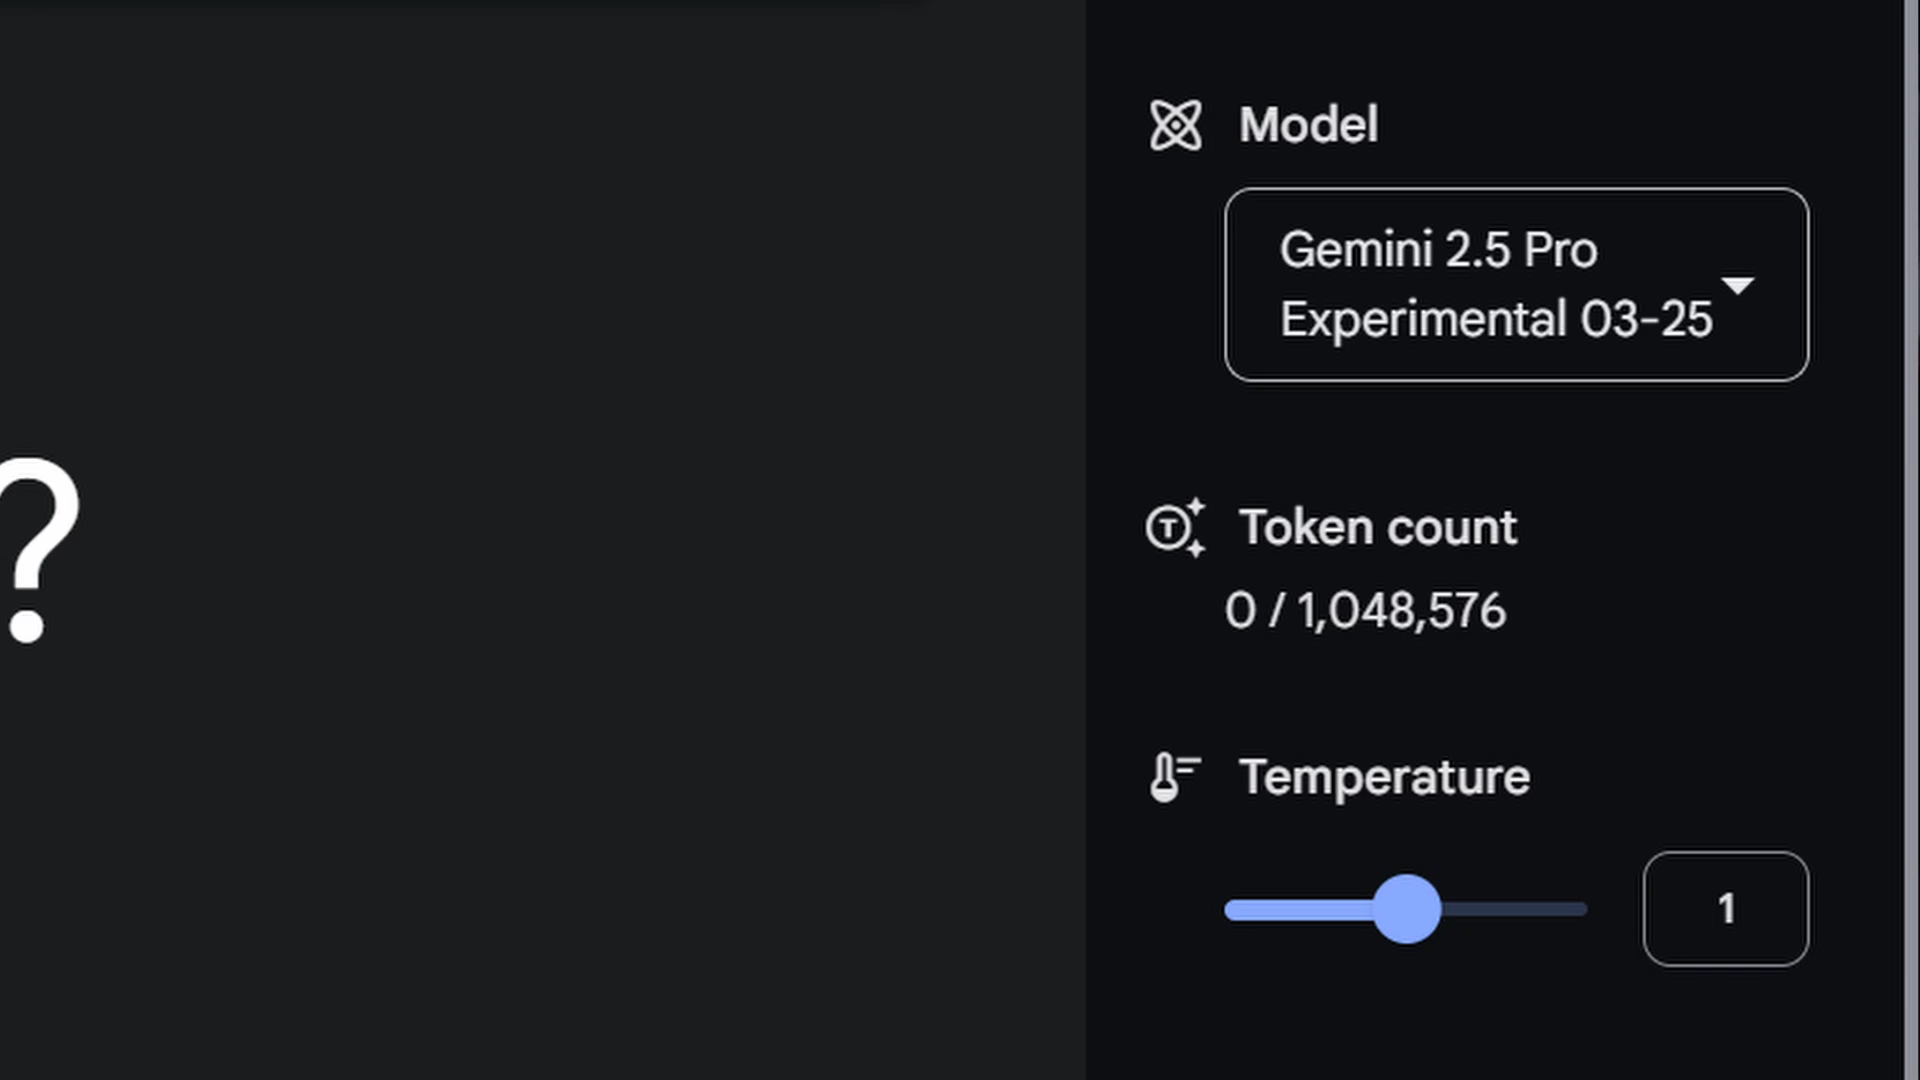 Model
Gemini 2.5 Pro
Experimental 03-25
?
Token count
0 / 1,048,576
Temperature
1